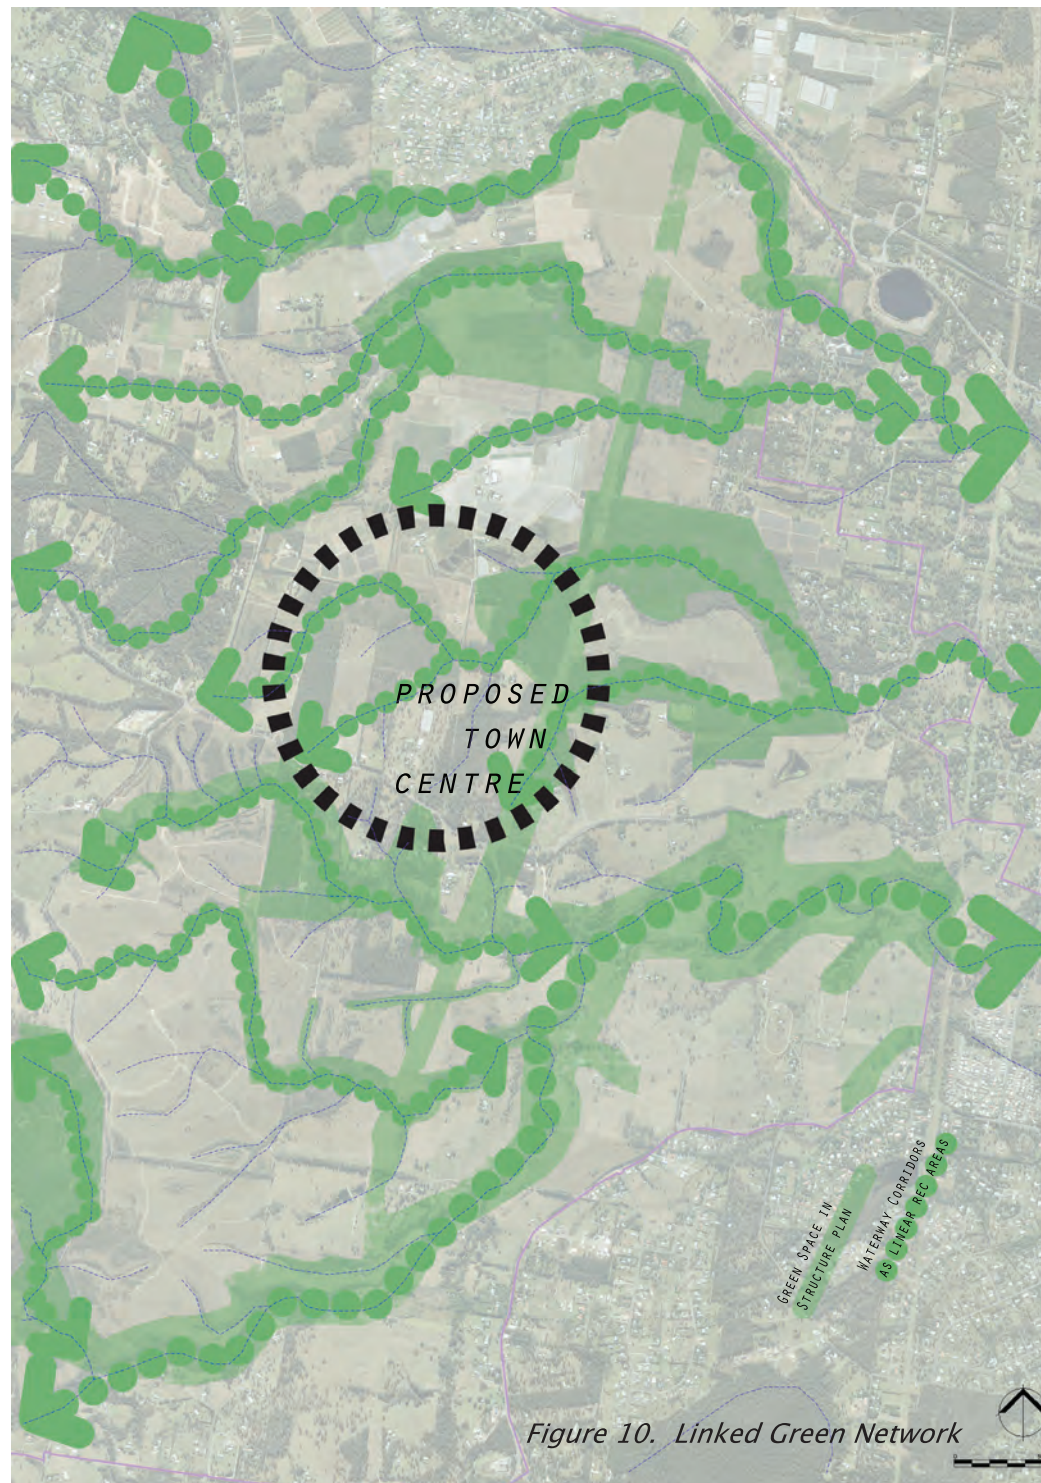 PROPOSED
TOWN
CENTRE
GREEN SPACE IN
STRUCTURE PLAN
WATERWAY CORRIDORS
AS LINEAR REC AREAS
Figure 10. Linked Green Network